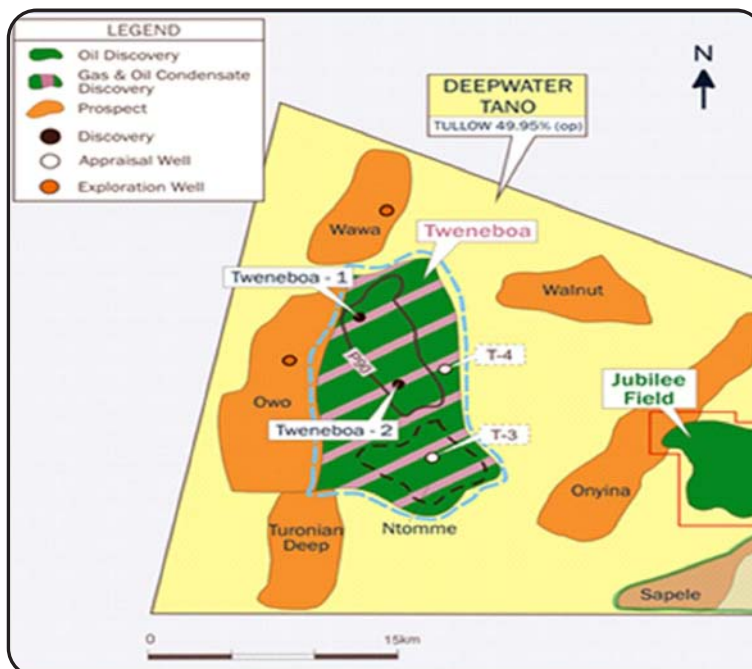 LEGEND
Oil Discovery
Gas & Oil Condensate
Discovery
Prospect
Discovery
Appraisal Well
Exploration Well
N
DEEPWATER
TANO
TULLOW 49.95% (op)
Wawa
Tweneboa
Tweneboa - 1
Walnut
P90
T-4
Jubilee
Field
Owo
Tweneboa - 2
T-3
Onyina
Turonian
Deep
Ntomme
Sapele
0
15km